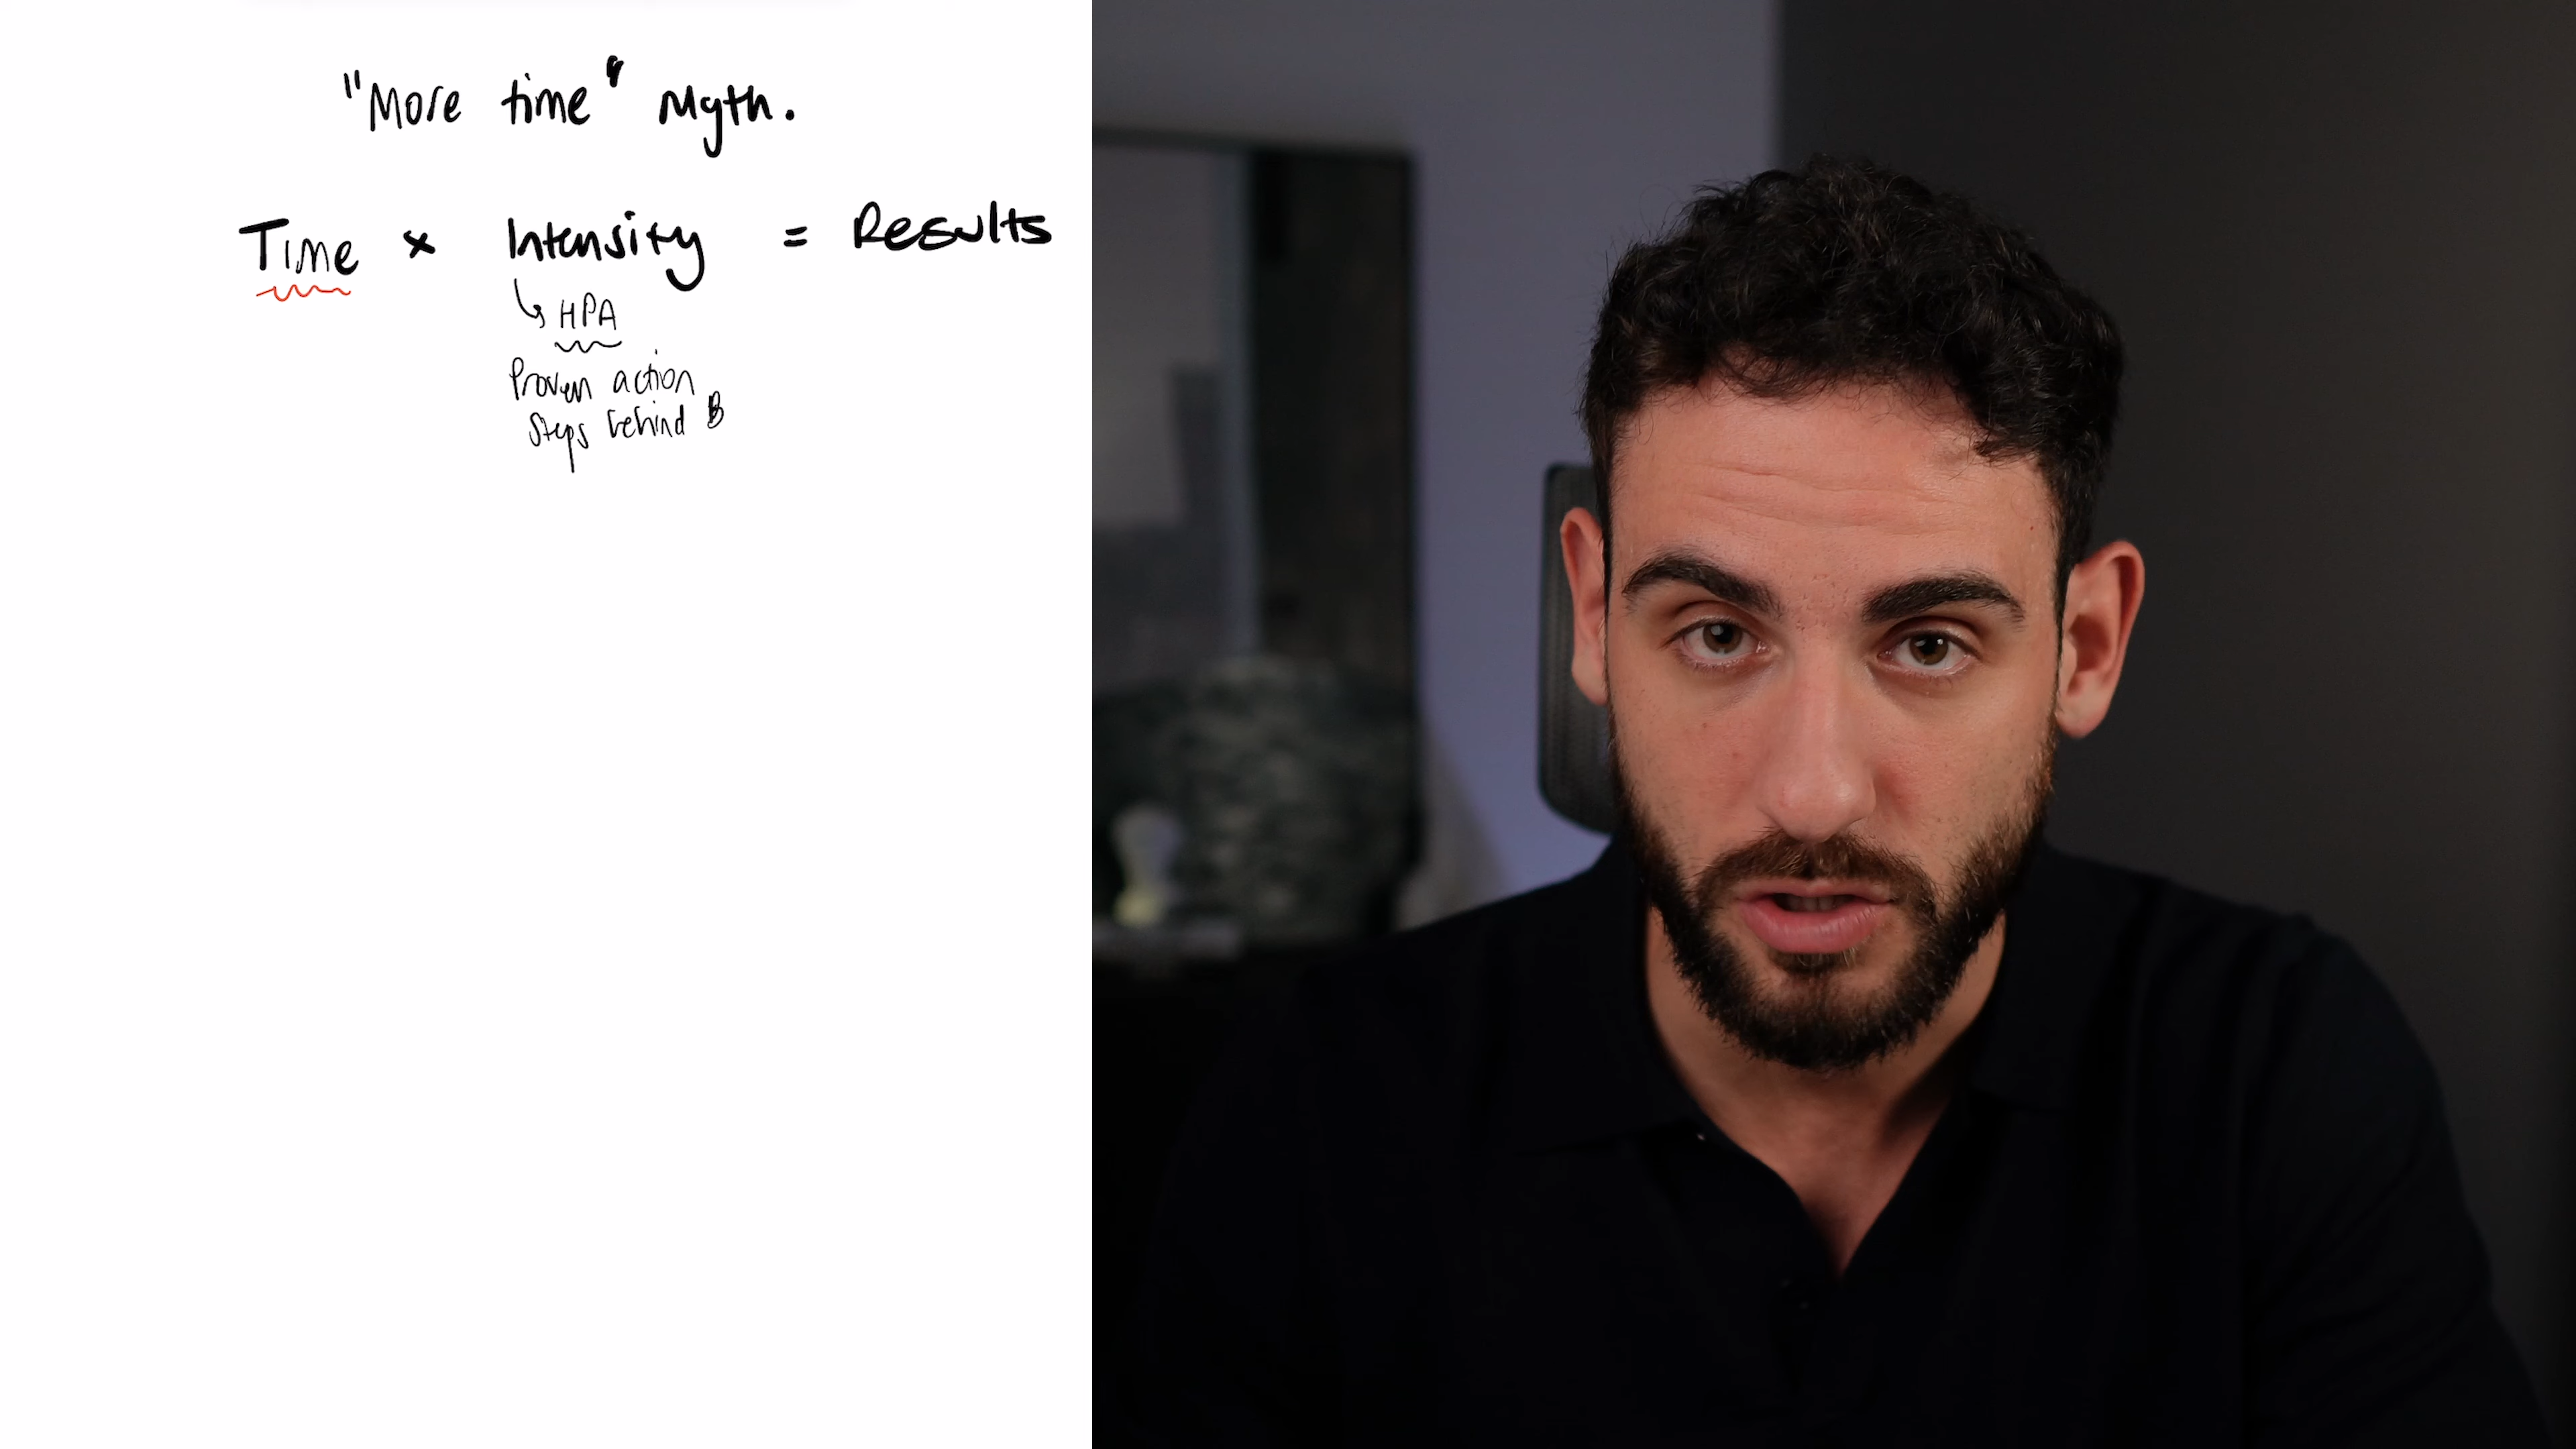 "More time" Myth.
Time × Intensity = Results
↳ HPA
Proven action
Steps behind B